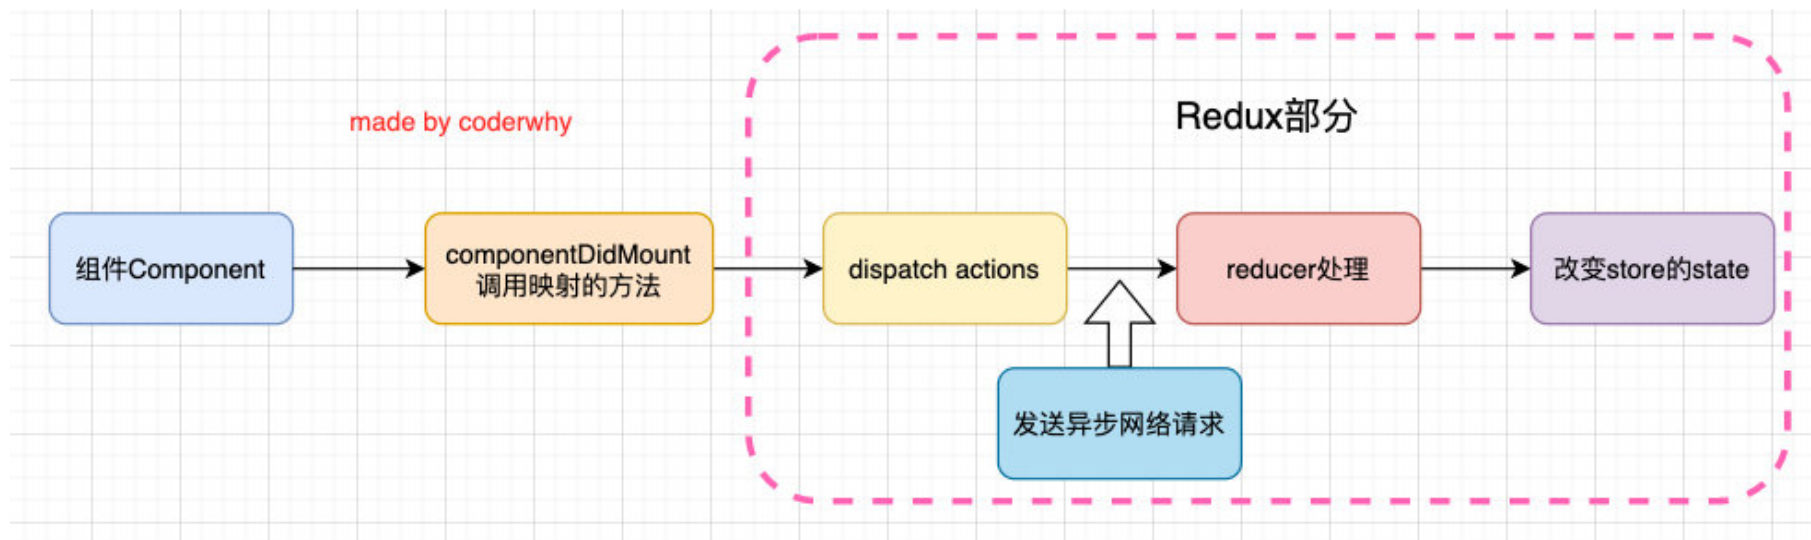 made by coderwhy
Redux部分
组件Component
componentDidMount
调用映射的方法
dispatch actions
reducer处理
改变store的state
发送异步网络请求